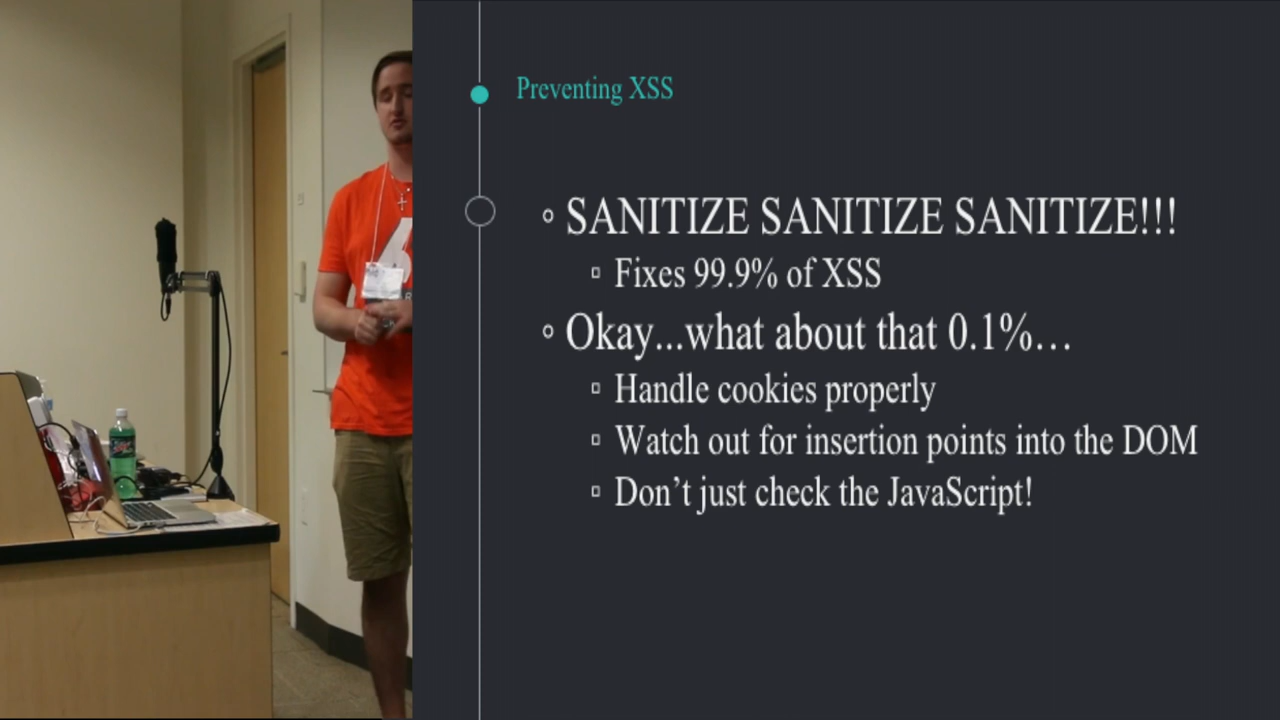 Preventing XSS
SANITIZE SANITIZE SANITIZE!!!
Fixes 99.9% of XSS
Okay...what about that 0.1%…
Handle cookies properly
Watch out for insertion points into the DOM
Don’t just check the JavaScript!